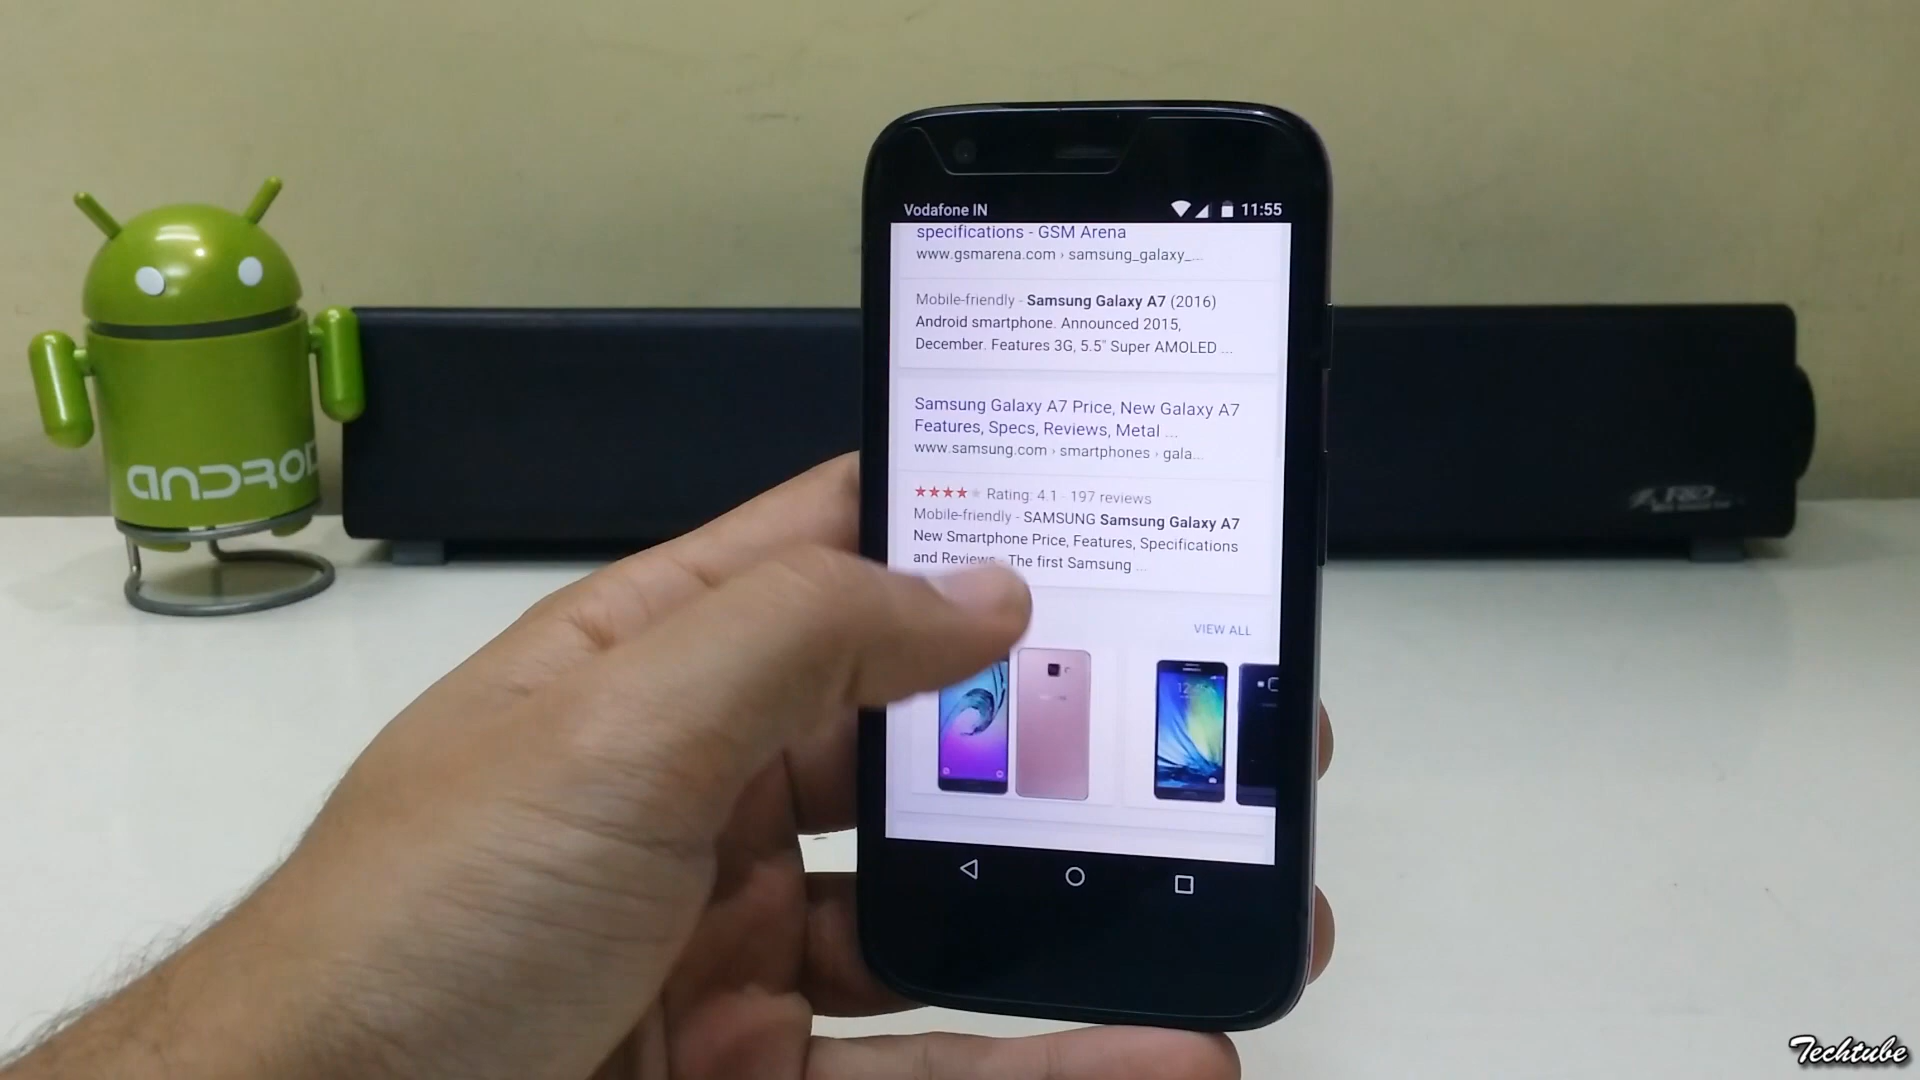 Vodafone IN
11:55
specifications - GSM Arena
www.gsmarena.com › samsung_galaxy_...
Mobile-friendly - Samsung Galaxy A7 (2016)
Android smartphone. Announced 2015,
December. Features 3G, 5.5" Super AMOLED ...
Samsung Galaxy A7 Price, New Galaxy A7
Features, Specs, Reviews, Metal ...
www.samsung.com › smartphones › gala...
Rating: 4.1 - 197 reviews
Mobile-friendly - SAMSUNG Samsung Galaxy A7
New Smartphone Price, Features, Specifications
and Reviews - The first Samsung ...
VIEW ALL
ANDROID
Techtube